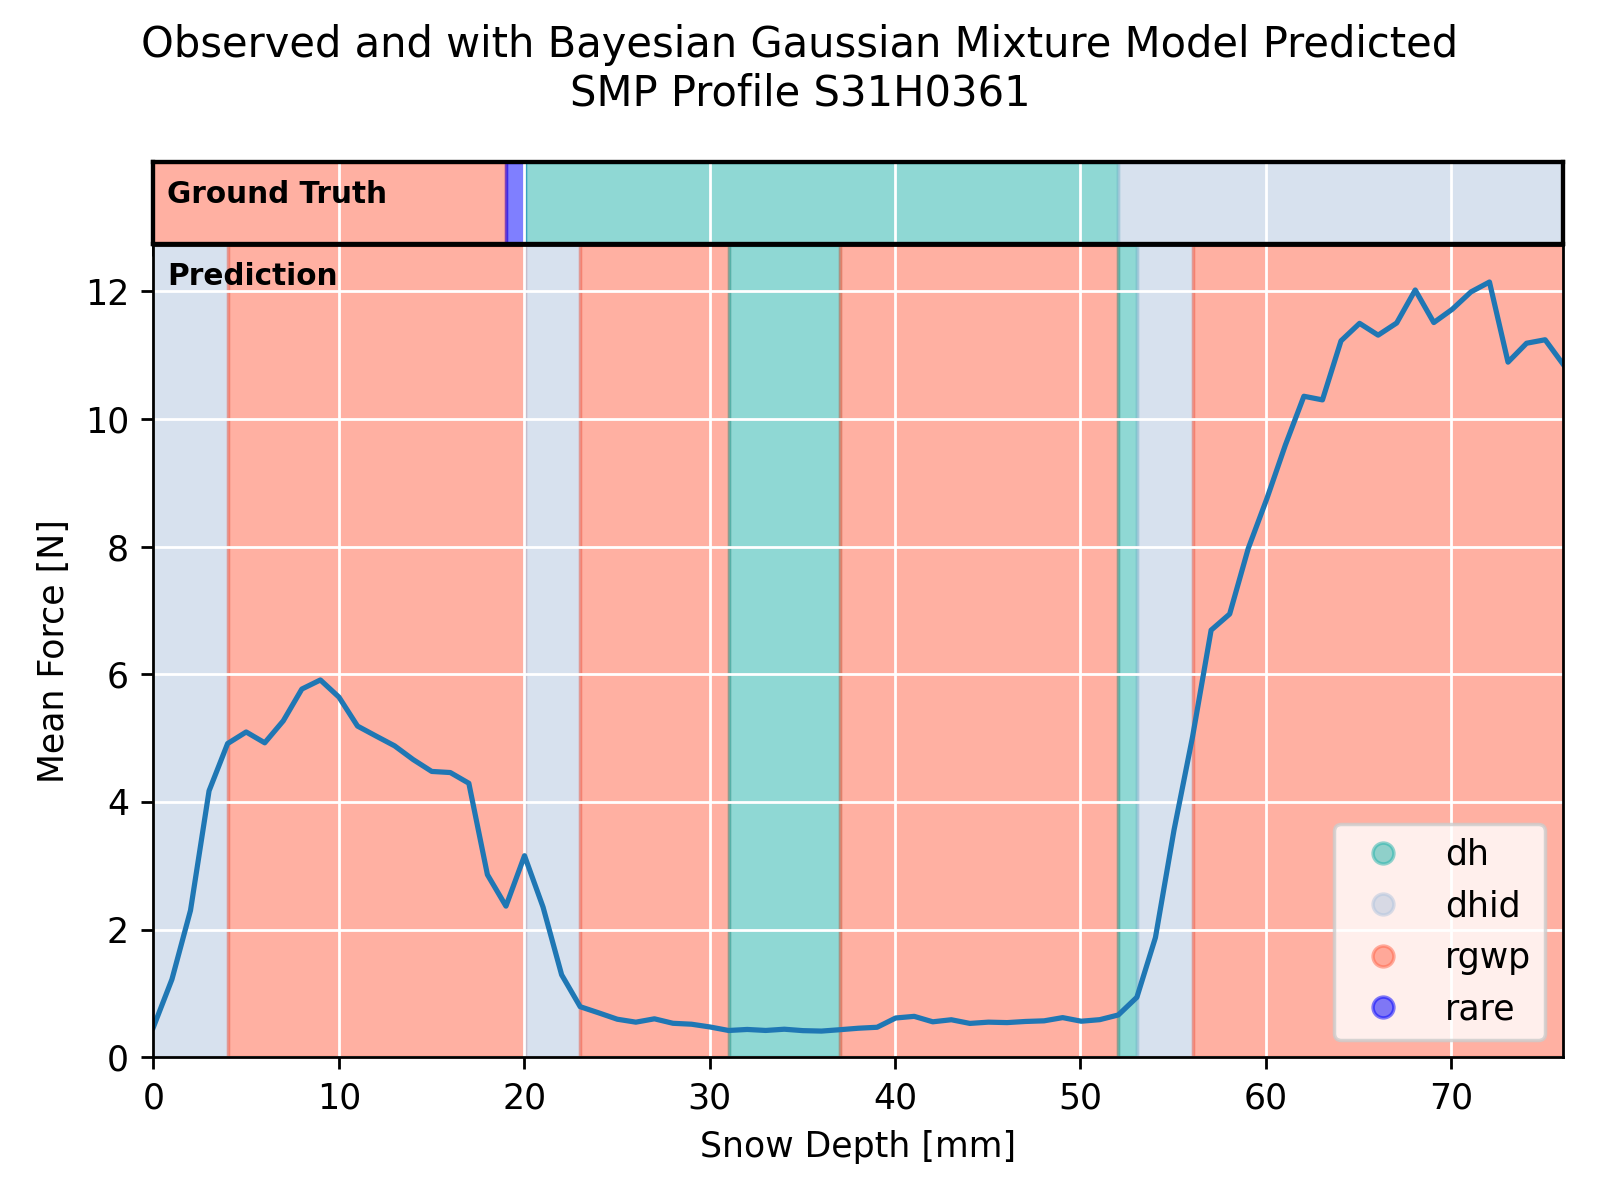 Observed and with Bayesian Gaussian Mixture Model Predicted
SMP Profile S31H0361
Ground Truth
Prediction
12
10
8
6
4
2
0
Mean Force [N]
dh
dhid
rgwp
rare
0 10 20 30 40 50 60 70
Snow Depth [mm]